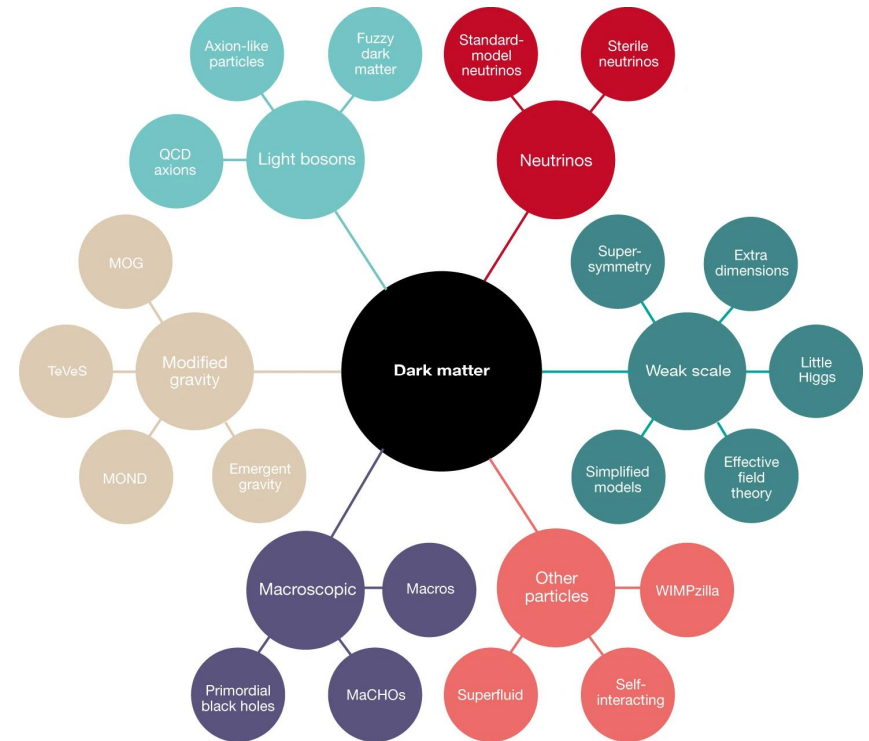 Axion-like
particles
Fuzzy
dark
matter
Standard-
model
neutrinos
Sterile
neutrinos
QCD
axions
Light bosons
Neutrinos
MOG
Super-
symmetry
Extra
dimensions
TeVeS
Modified
gravity
Dark matter
Weak scale
Little
Higgs
MOND
Emergent
gravity
Simplified
models
Effective
field
theory
Macroscopic
Macros
Other
particles
WIMPzilla
Primordial
black holes
MaCHOs
Superfluid
Self-
interacting